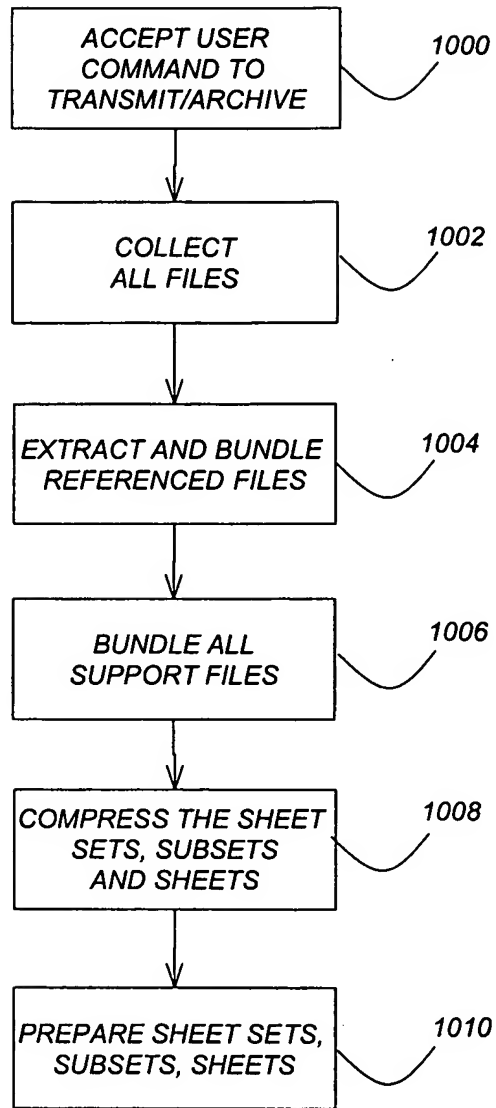 ACCEPT USER
COMMAND TO
TRANSMIT/ARCHIVE
1000
COLLECT
ALL FILES
1002
EXTRACT AND BUNDLE
REFERENCED FILES
1004
BUNDLE ALL
SUPPORT FILES
1006
COMPRESS THE SHEET
SETS, SUBSETS
AND SHEETS
1008
PREPARE SHEET SETS,
SUBSETS, SHEETS
1010